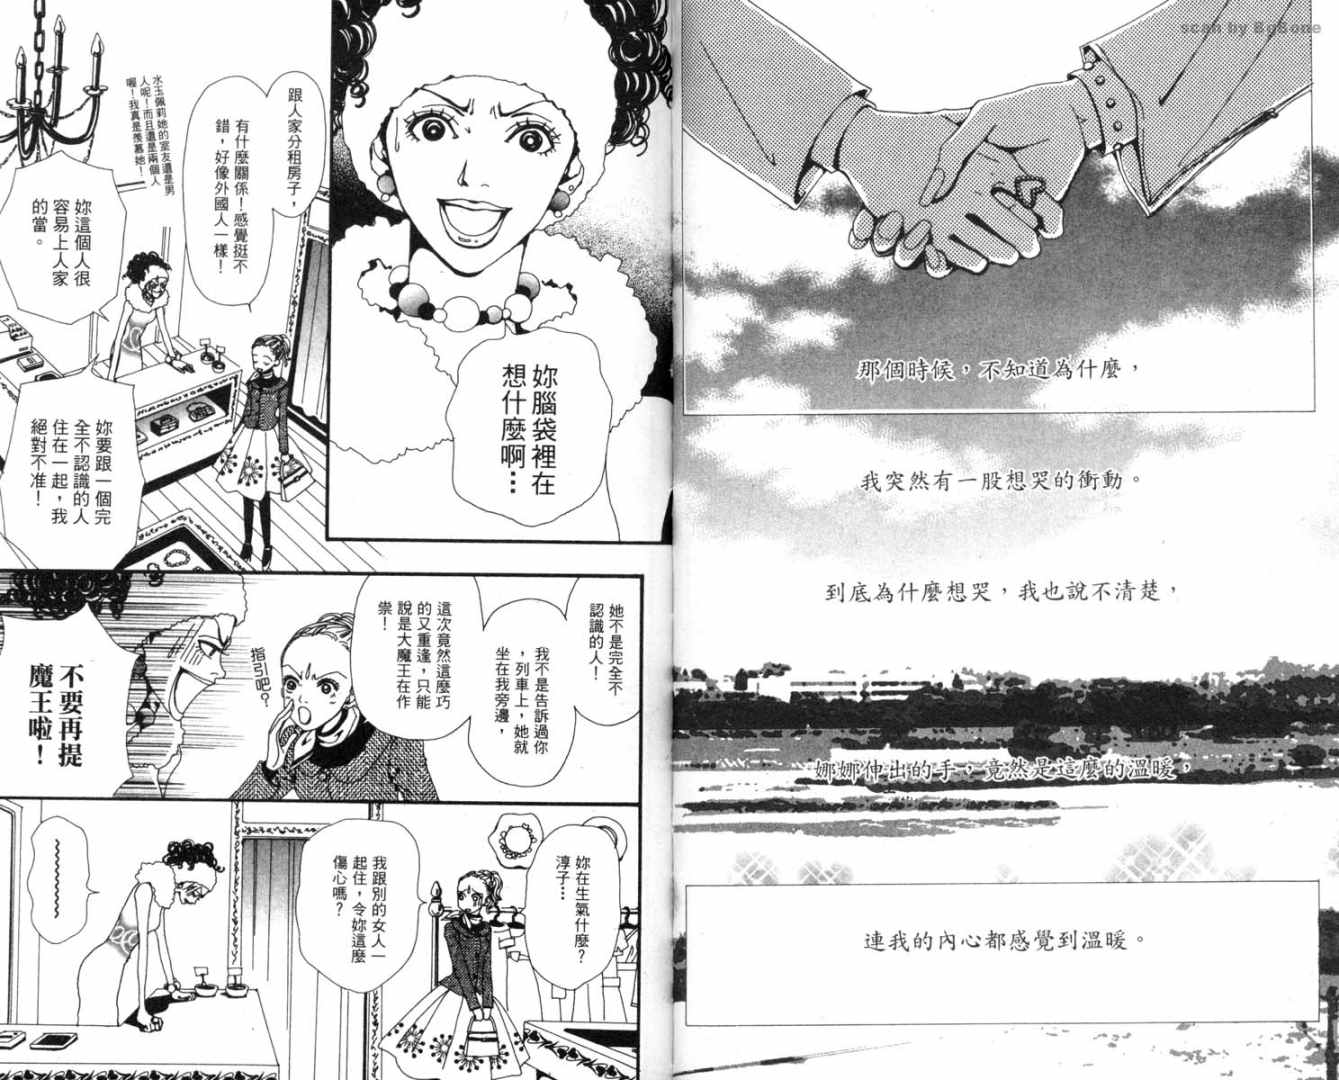 scan by BgBone
那個時候，不知道為什麼，
我突然有一股想哭的衝動。
到底為什麼想哭，我也說不清楚，
娜娜伸出的手，竟然是這麼的溫暖，
連我的內心都感覺到溫暖。
妳腦袋裡在
想什麼啊…
跟人家分租房子，
有什麼關係！感覺挺不
錯，好像外國人一樣！
水玉佩莉她的室友還是男
人呢！而且還是兩個人
喔！我真是羨慕她！
妳這個人很
容易上人家
的當。
妳要跟一個完
全不認識的人
住在一起，我
絕對不准！
她不是完全不
認識的人！
我不是告訴過你
，列車上，她就
坐在我旁邊，
這次竟然這麼巧
的又重逢，只能
說是大魔王在作
祟！
指引吧？
不要再提
魔王啦！
妳在生氣什麼？
淳子…
我跟別的女人一
起住，令妳這麼
傷心嗎？